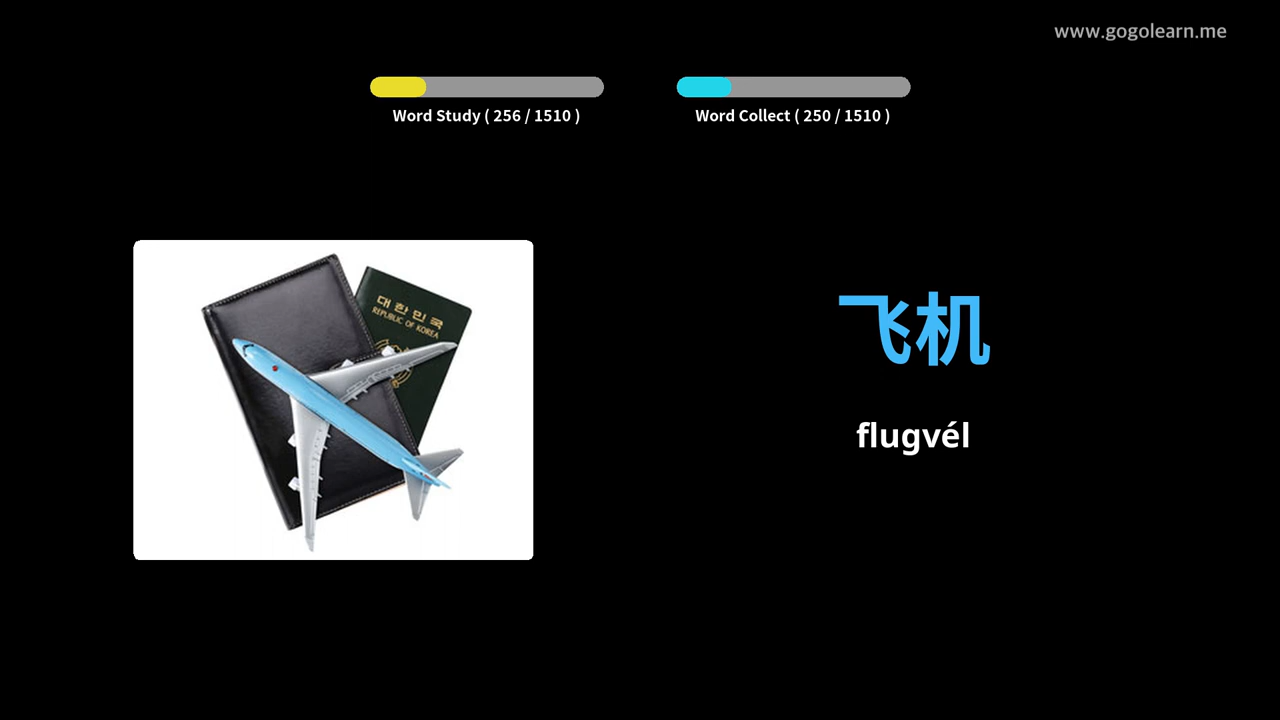 www.gogolearn.me
Word Study ( 256 / 1510 )
Word Collect ( 250 / 1510 )
대한민국
REPUBLIC OF KOREA
飞机
flugvél